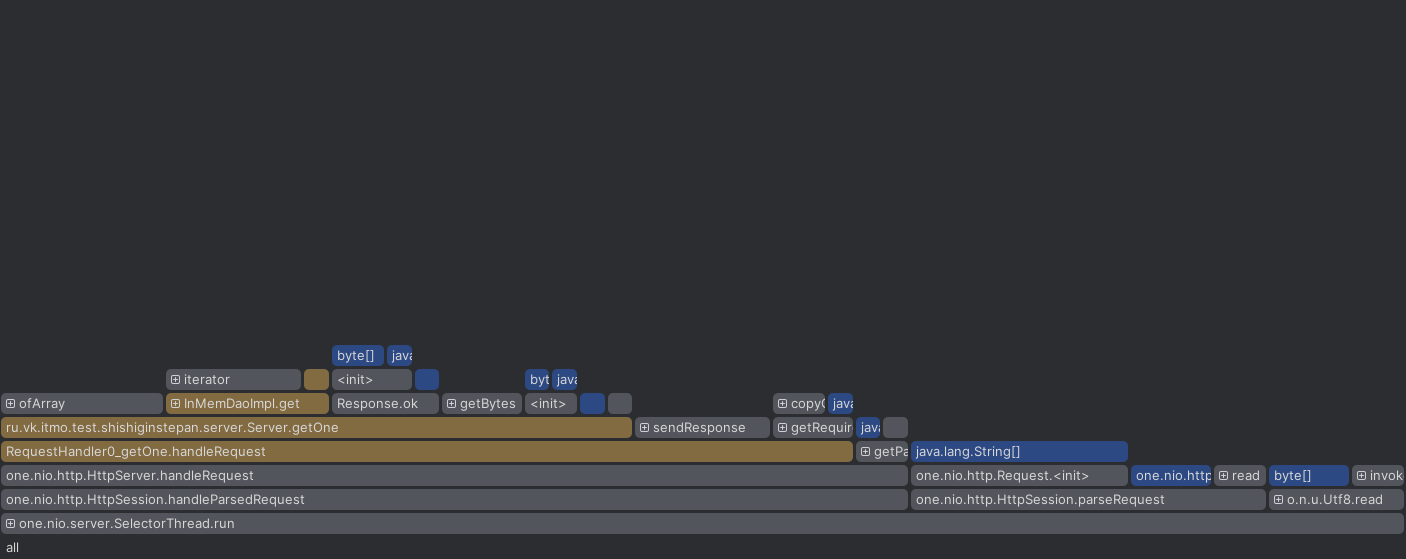 byte[] java
iterator <init> byt java
ofArray InMemDaoImpl.get Response.ok getBytes <init> copyO java
ru.vk.itmo.test.shishiginstepan.server.Server.getOne sendResponse getRequir java
RequestHandler0_getOne.handleRequest getPa java.lang.String[]
one.nio.http.HttpServer.handleRequest one.nio.http.Request.<init> one.nio.http read byte[] invok
one.nio.http.HttpSession.handleParsedRequest one.nio.http.HttpSession.parseRequest o.n.u.Utf8.read
one.nio.server.SelectorThread.run
all